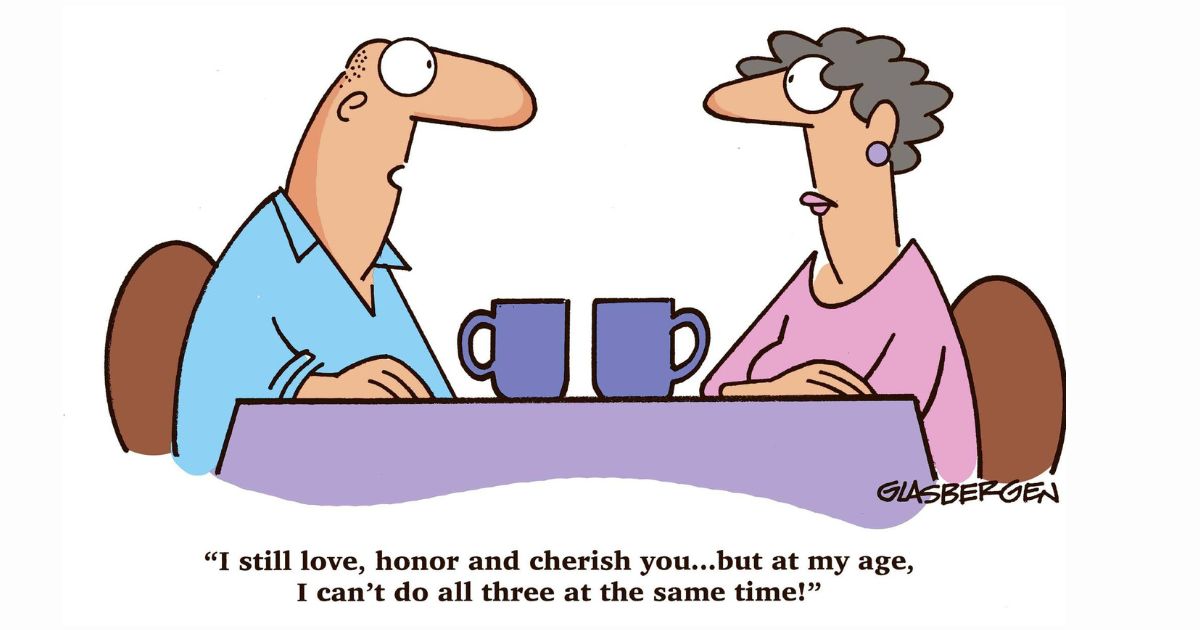 GLASBERGEN
“I still love, honor and cherish you...but at my age,
I can’t do all three at the same time!”